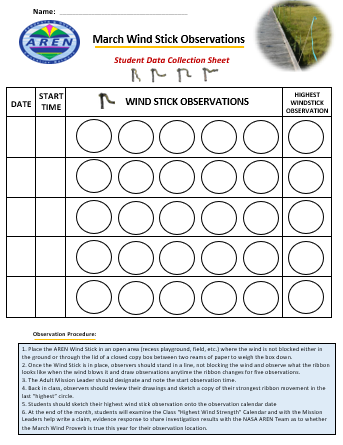 Name: ______________________
AREN
March Wind Stick Observations
Student Data Collection Sheet
DATE
START TIME
WIND STICK OBSERVATIONS
HIGHEST WINDSTICK OBSERVATION
Observation Procedure:
1. Place the AREN Wind Stick in an open area (recess playground, field, etc.) where the wind is not blocked either in
the ground or through the lid of a closed copy box between two reams of paper to weigh the box down.
2. Once the Wind Stick is in place, observers should stand in a line, not blocking the wind and observe what the ribbon
looks like when the wind blows it and draw observations anytime the ribbon changes for five observations.
3. The Adult Mission Leader should designate and note the start observation time.
4. Back in class, observers should review their drawings and sketch a copy of their strongest ribbon movement in the
last "highest" circle.
5. Students should sketch their highest wind stick observation onto the observation calendar
6. At the end of the month, students will examine the Class "Highest Wind Strength" Calendar and with the Mission
Leaders help write a claim, evidence response to share investigation results with the NASA AREN Team as to whether
the March Wind Proverb is true this year for their observation location.